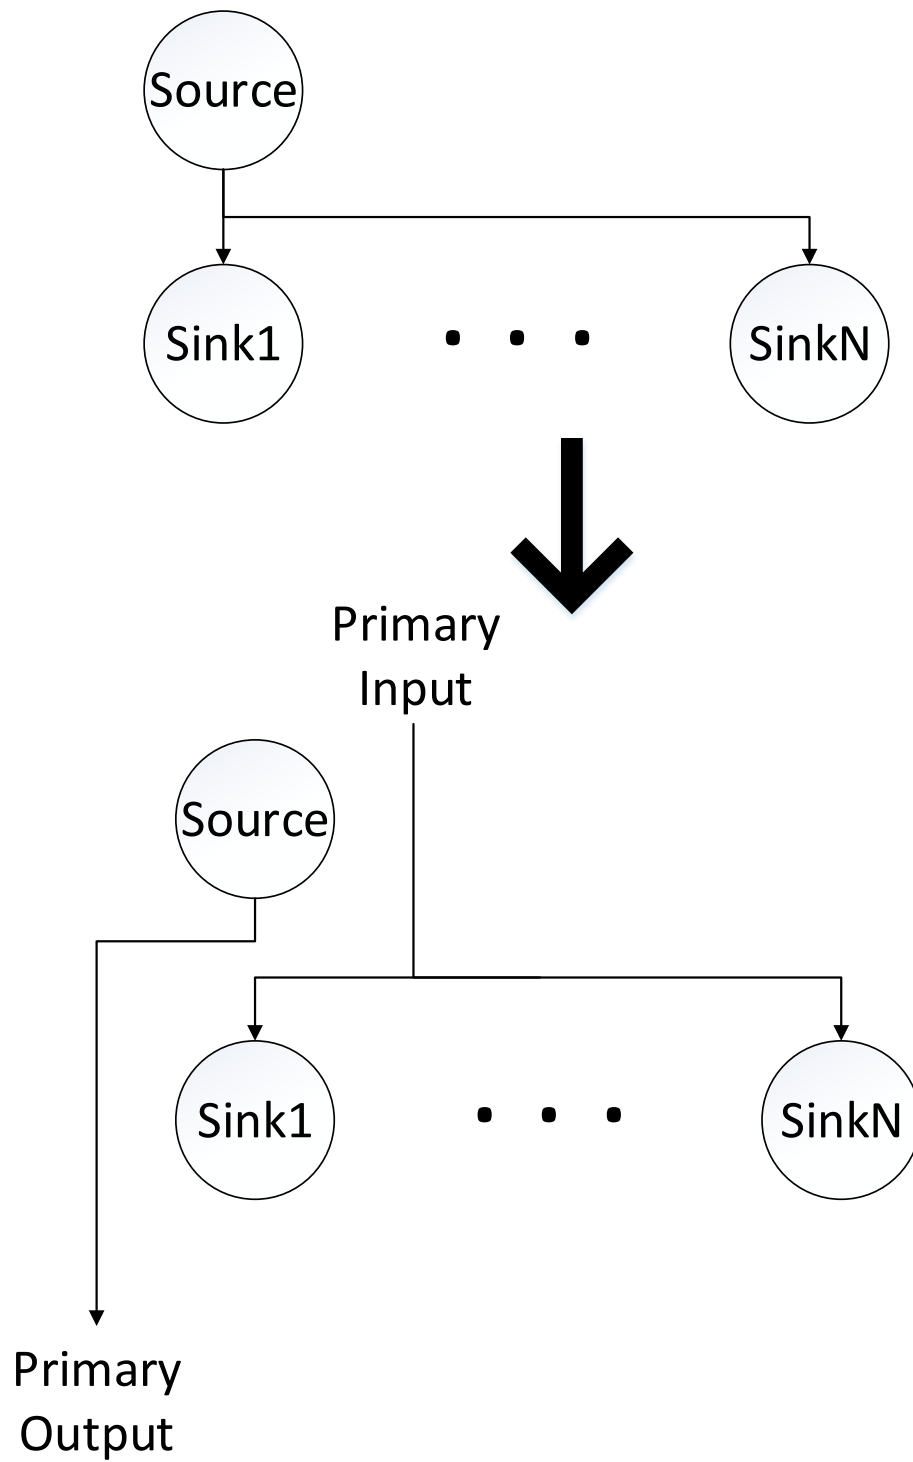 Source
Sink1 . . . SinkN
Primary
Input
Source
Sink1 . . . SinkN
Primary
Output